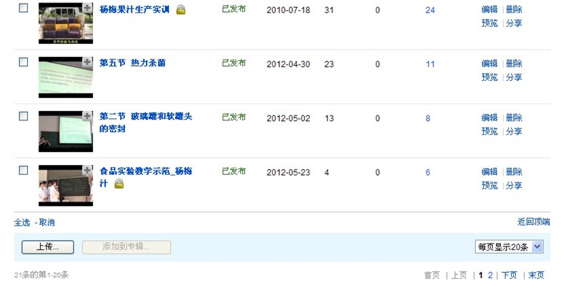 杨梅果汁生产实训 已发布 2010-07-18 31 0 24 编辑 | 删除
预览 | 分享
第五节 热力杀菌 已发布 2012-04-30 23 0 11 编辑 | 删除
预览 | 分享
第二节 玻璃罐和软罐头 已发布 2012-05-02 13 0 8 编辑 | 删除
的密封 预览 | 分享
食品实验教学示范_杨梅 已发布 2012-05-23 4 0 6 编辑 | 删除
汁 预览 | 分享
全选 - 取消 返回顶端
上传... 添加到专辑... 每页显示20条
21条的第1-20条 首页 | 上页 | 1 2 | 下页 | 末页